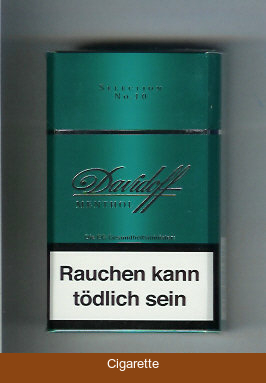 SELECTION
No 10
Davidoff
MENTHOL
Rauchen kann
tödlich sein
Cigarette